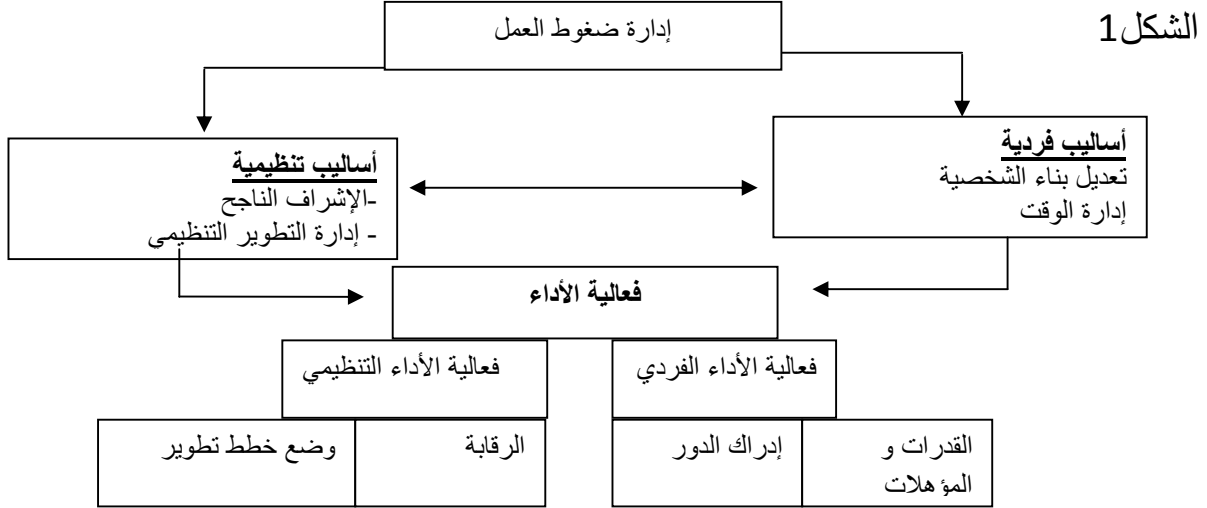 الشكل1
إدارة ضغوط العمل
أساليب فردية
تعديل بناء الشخصية
إدارة الوقت
أساليب تنظيمية
-الإشراف الناجح
- إدارة التطوير التنظيمي
فعالية الأداء
فعالية الأداء الفردي
فعالية الأداء التنظيمي
القدرات و
المؤهلات
إدراك الدور
الرقابة
وضع خطط تطوير